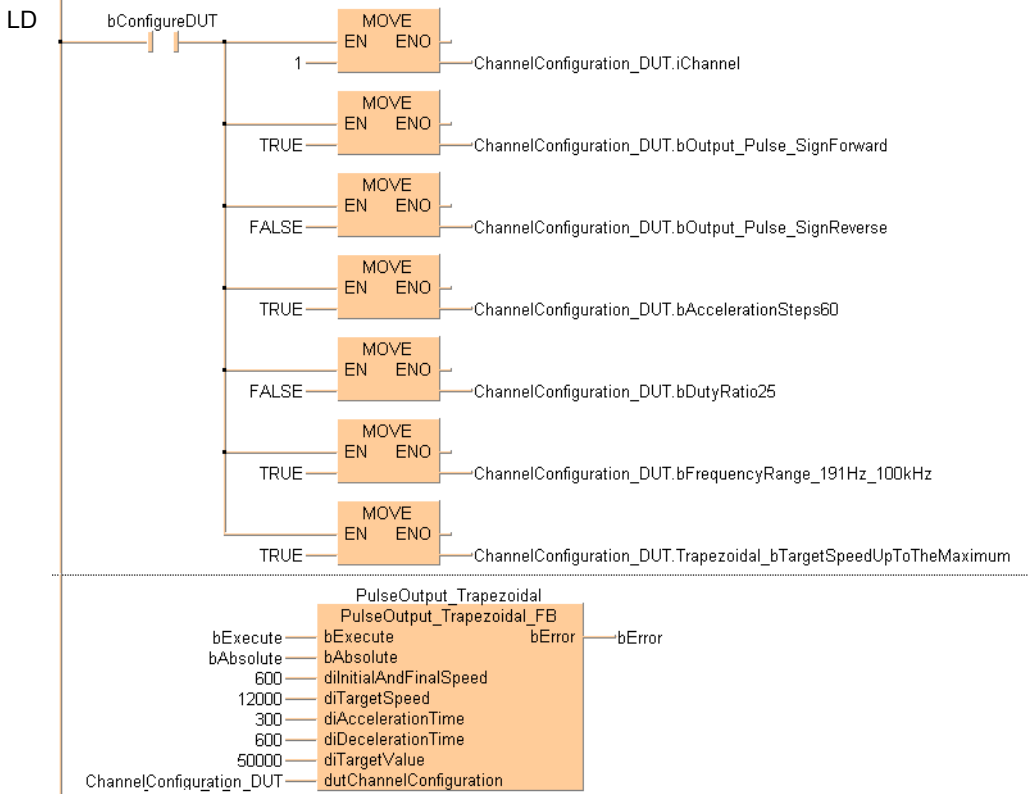 LD
bConfigureDUT
MOVE
EN ENO
1 ChannelConfiguration_DUT.iChannel
MOVE
EN ENO
TRUE ChannelConfiguration_DUT.bOutput_Pulse_SignForward
MOVE
EN ENO
FALSE ChannelConfiguration_DUT.bOutput_Pulse_SignReverse
MOVE
EN ENO
TRUE ChannelConfiguration_DUT.bAccelerationSteps60
MOVE
EN ENO
FALSE ChannelConfiguration_DUT.bDutyRatio25
MOVE
EN ENO
TRUE ChannelConfiguration_DUT.bFrequencyRange_191Hz_100kHz
MOVE
EN ENO
TRUE ChannelConfiguration_DUT.Trapezoidal_bTargetSpeedUpToTheMaximum
PulseOutput_Trapezoidal
PulseOutput_Trapezoidal_FB
bExecute bExecute bError bError
bAbsolute bAbsolute
600 diInitialAndFinalSpeed
12000 diTargetSpeed
300 diAccelerationTime
600 diDecelerationTime
50000 diTargetValue
ChannelConfiguration_DUT dutChannelConfiguration